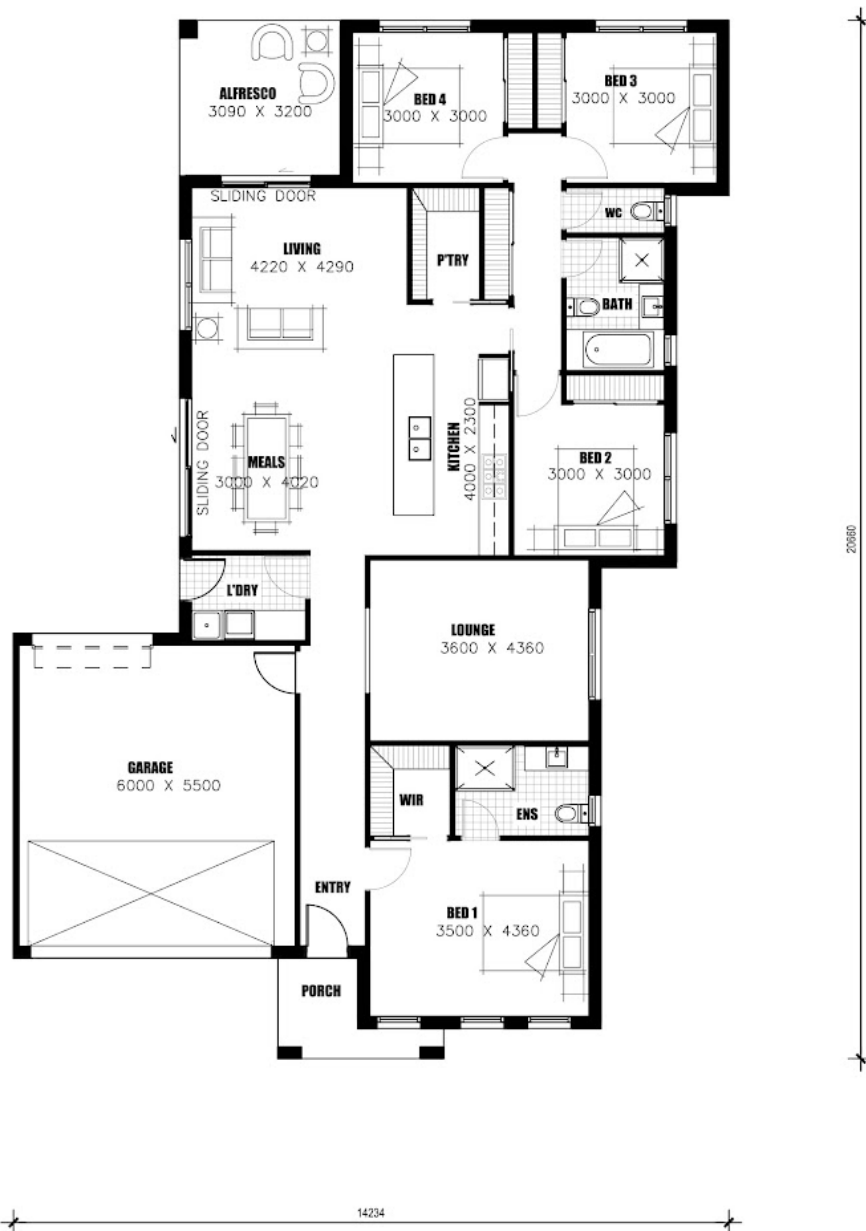 ALFRESCO
3090 X 3200
BED 4
3000 X 3000
BED 3
3000 X 3000
SLIDING DOOR
LIVING
4220 X 4290
P'TRY
WC
BATH
SLIDING DOOR
MEALS
3000 X 4020
KITCHEN
4000 X 2300
BED 2
3000 X 3000
20660
L'DRY
LOUNGE
3600 X 4360
GARAGE
6000 X 5500
WIR
ENS
ENTRY
BED 1
3500 X 4360
PORCH
14234